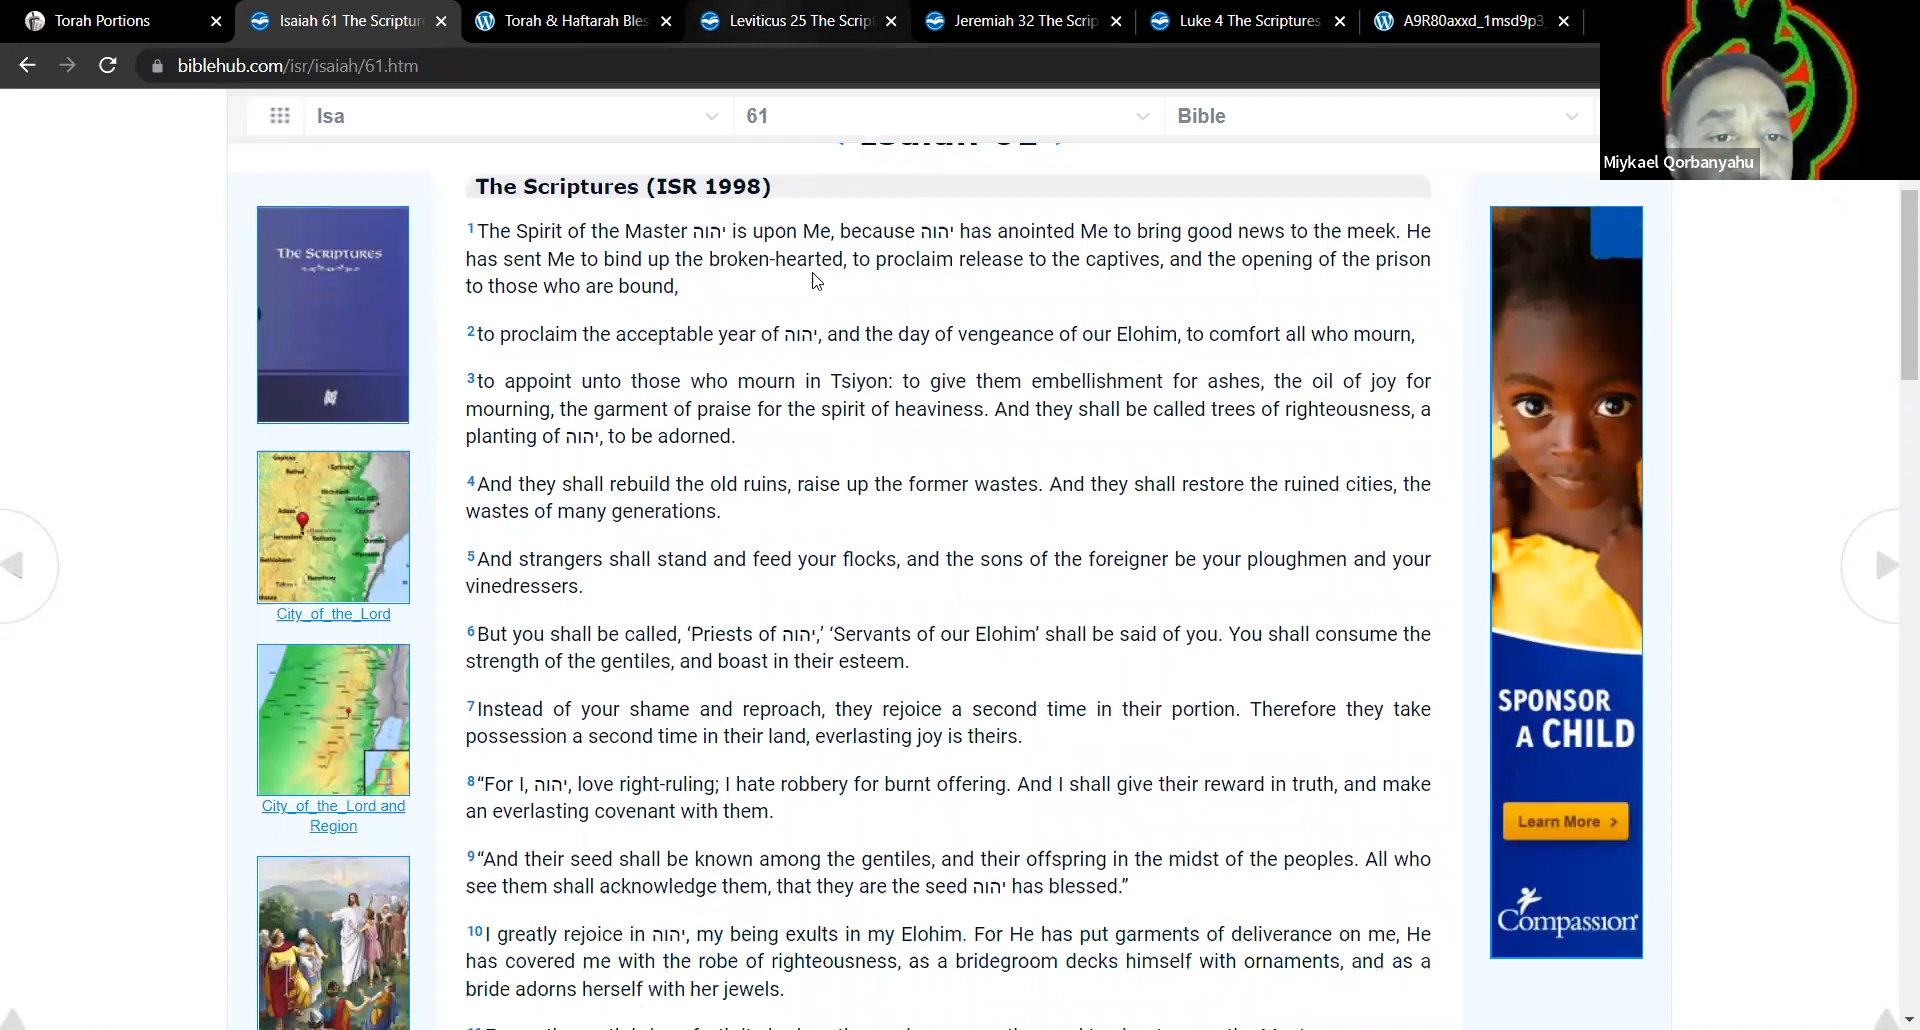 Torah Portions
Isaiah 61 The Scriptur
Torah & Haftarah Bles
Leviticus 25 The Script
Jeremiah 32 The Scrip
Luke 4 The Scriptures
A9R80axxd_1msd9p3
biblehub.com/isr/isaiah/61.htm
Isa
61
Bible
Miykael Qorbanyahu
Isaiah 61
The Scriptures (ISR 1998)
1The Spirit of the Master יהוה is upon Me, because יהוה has anointed Me to bring good news to the meek. He
has sent Me to bind up the broken-hearted, to proclaim release to the captives, and the opening of the prison
to those who are bound,
2to proclaim the acceptable year of יהוה, and the day of vengeance of our Elohim, to comfort all who mourn,
3to appoint unto those who mourn in Tsiyon: to give them embellishment for ashes, the oil of joy for
mourning, the garment of praise for the spirit of heaviness. And they shall be called trees of righteousness, a
planting of יהוה, to be adorned.
4And they shall rebuild the old ruins, raise up the former wastes. And they shall restore the ruined cities, the
wastes of many generations.
5And strangers shall stand and feed your flocks, and the sons of the foreigner be your ploughmen and your
vinedressers.
6But you shall be called, ‘Priests of יהוה,’ ‘Servants of our Elohim’ shall be said of you. You shall consume the
strength of the gentiles, and boast in their esteem.
7Instead of your shame and reproach, they rejoice a second time in their portion. Therefore they take
possession a second time in their land, everlasting joy is theirs.
8“For I, יהוה, love right-ruling; I hate robbery for burnt offering. And I shall give their reward in truth, and make
an everlasting covenant with them.
9“And their seed shall be known among the gentiles, and their offspring in the midst of the peoples. All who
see them shall acknowledge them, that they are the seed יהוה has blessed.”
10I greatly rejoice in יהוה, my being exults in my Elohim. For He has put garments of deliverance on me, He
has covered me with the robe of righteousness, as a bridegroom decks himself with ornaments, and as a
bride adorns herself with her jewels.
The Scriptures
City_of_the_Lord
City_of_the_Lord and
Region
SPONSOR
A CHILD
Learn More >
Compassion